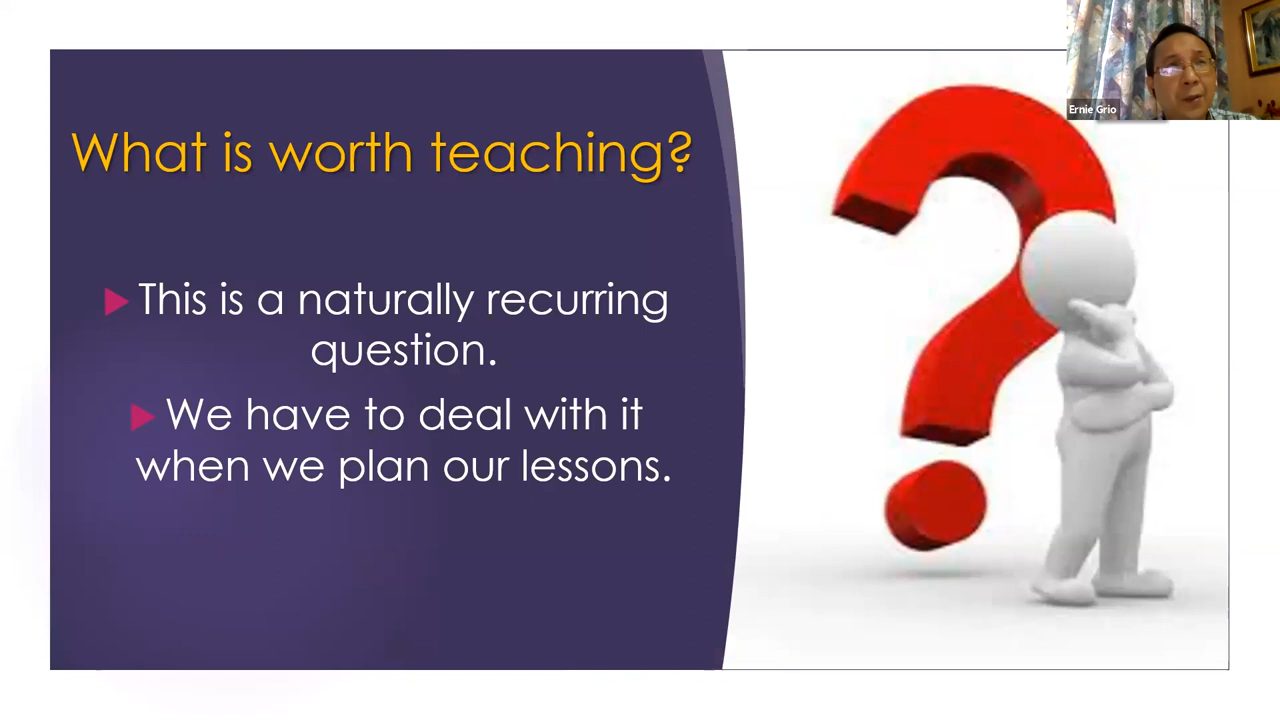 What is worth teaching?
This is a naturally recurring
question.
We have to deal with it
when we plan our lessons.
Ernie Grio